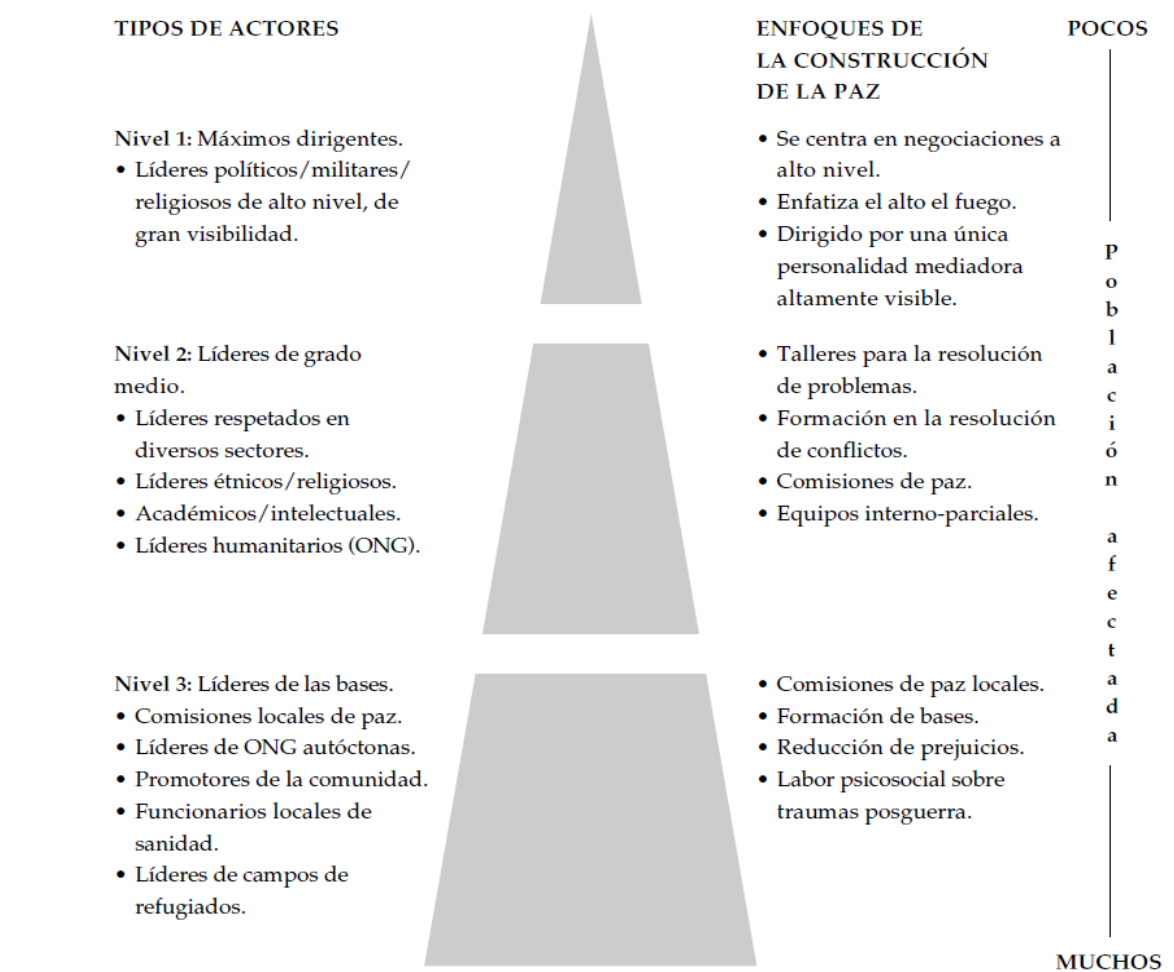 TIPOS DE ACTORES
ENFOQUES DE
LA CONSTRUCCIÓN
DE LA PAZ
POCOS
Nivel 1: Máximos dirigentes.
• Líderes políticos/militares/
religiosos de alto nivel, de
gran visibilidad.
• Se centra en negociaciones a
alto nivel.
• Enfatiza el alto el fuego.
• Dirigido por una única
personalidad mediadora
altamente visible.
Nivel 2: Líderes de grado
medio.
• Líderes respetados en
diversos sectores.
• Líderes étnicos/religiosos.
• Académicos/intelectuales.
• Líderes humanitarios (ONG).
• Talleres para la resolución
de problemas.
• Formación en la resolución
de conflictos.
• Comisiones de paz.
• Equipos interno-parciales.
Nivel 3: Líderes de las bases.
• Comisiones locales de paz.
• Líderes de ONG autóctonas.
• Promotores de la comunidad.
• Funcionarios locales de
sanidad.
• Líderes de campos de
refugiados.
• Comisiones de paz locales.
• Formación de bases.
• Reducción de prejuicios.
• Labor psicosocial sobre
traumas posguerra.
Población afectada
MUCHOS